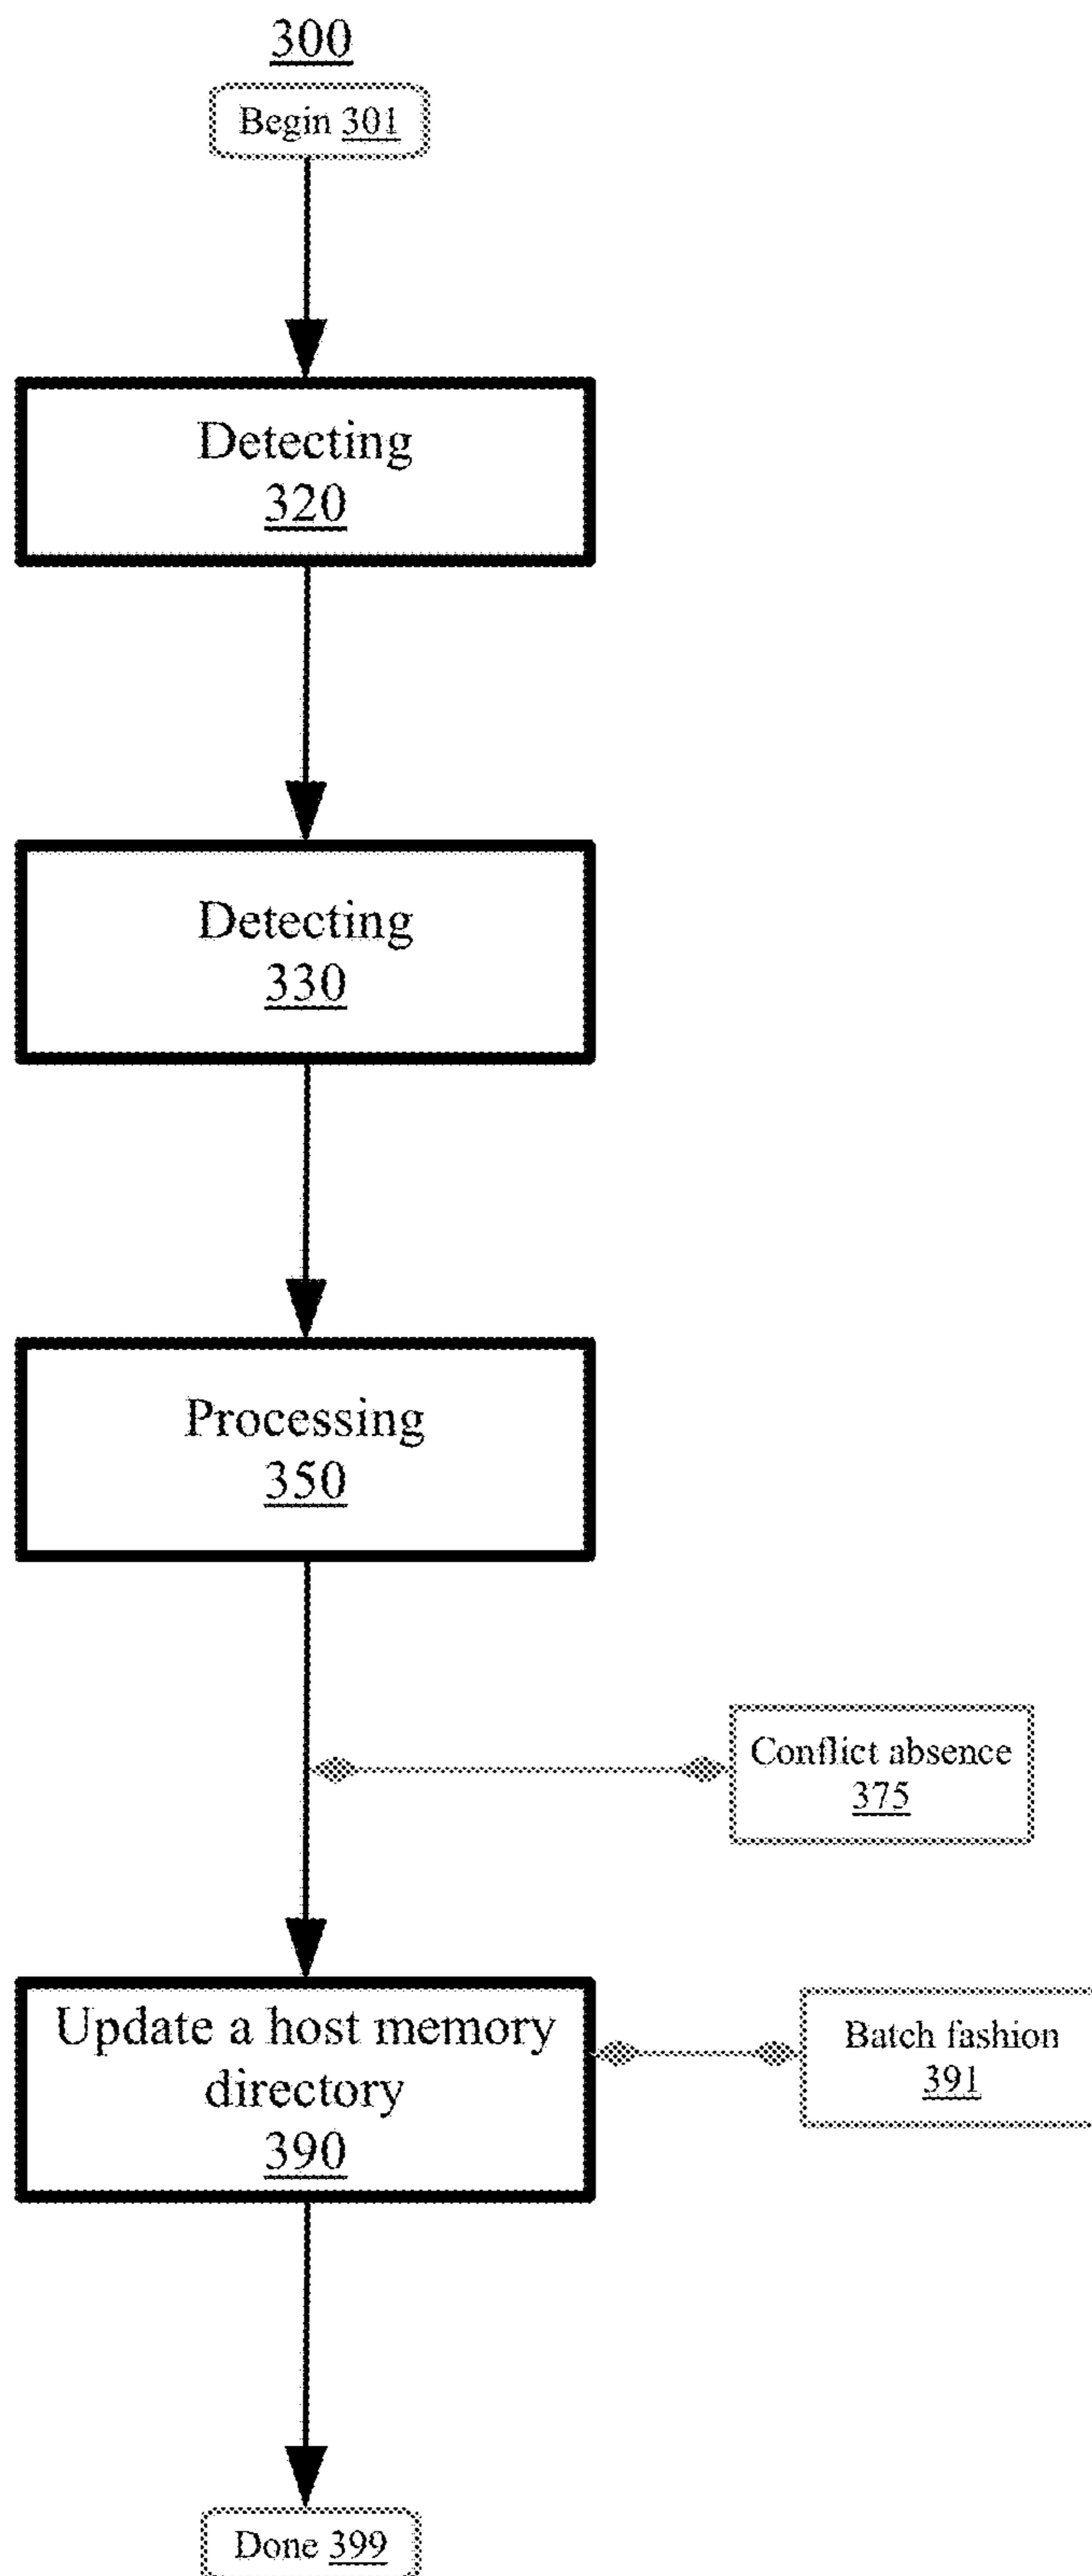 300
Begin 301
Detecting
320
Detecting
330
Processing
350
Conflict absence
375
Update a host memory
directory
390
Batch fashion
391
Done 399